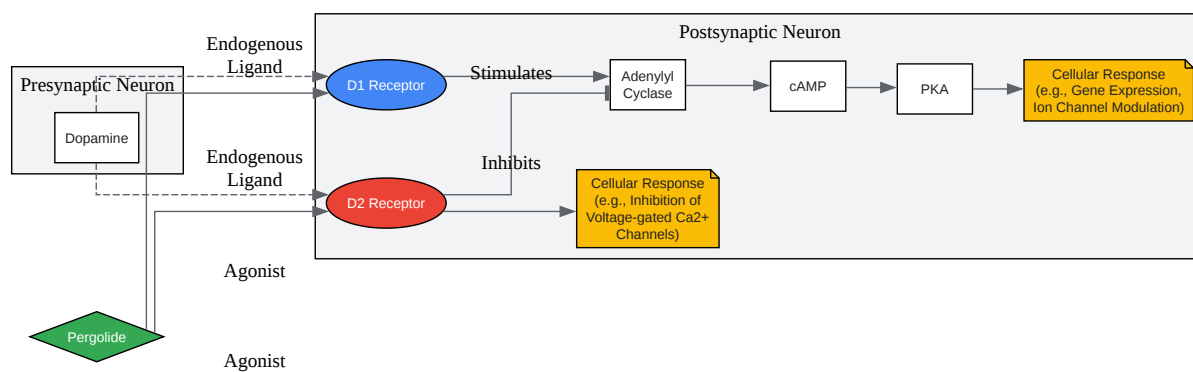 Postsynaptic Neuron
Endogenous
Ligand
Presynaptic Neuron
Dopamine
D1 Receptor
Stimulates
Adenylyl
Cyclase
cAMP
PKA
Cellular Response
(e.g., Gene Expression,
Ion Channel Modulation)
Endogenous
Ligand
D2 Receptor
Inhibits
Cellular Response
(e.g., Inhibition of
Voltage-gated Ca2+
Channels)
Agonist
Pergolide
Agonist